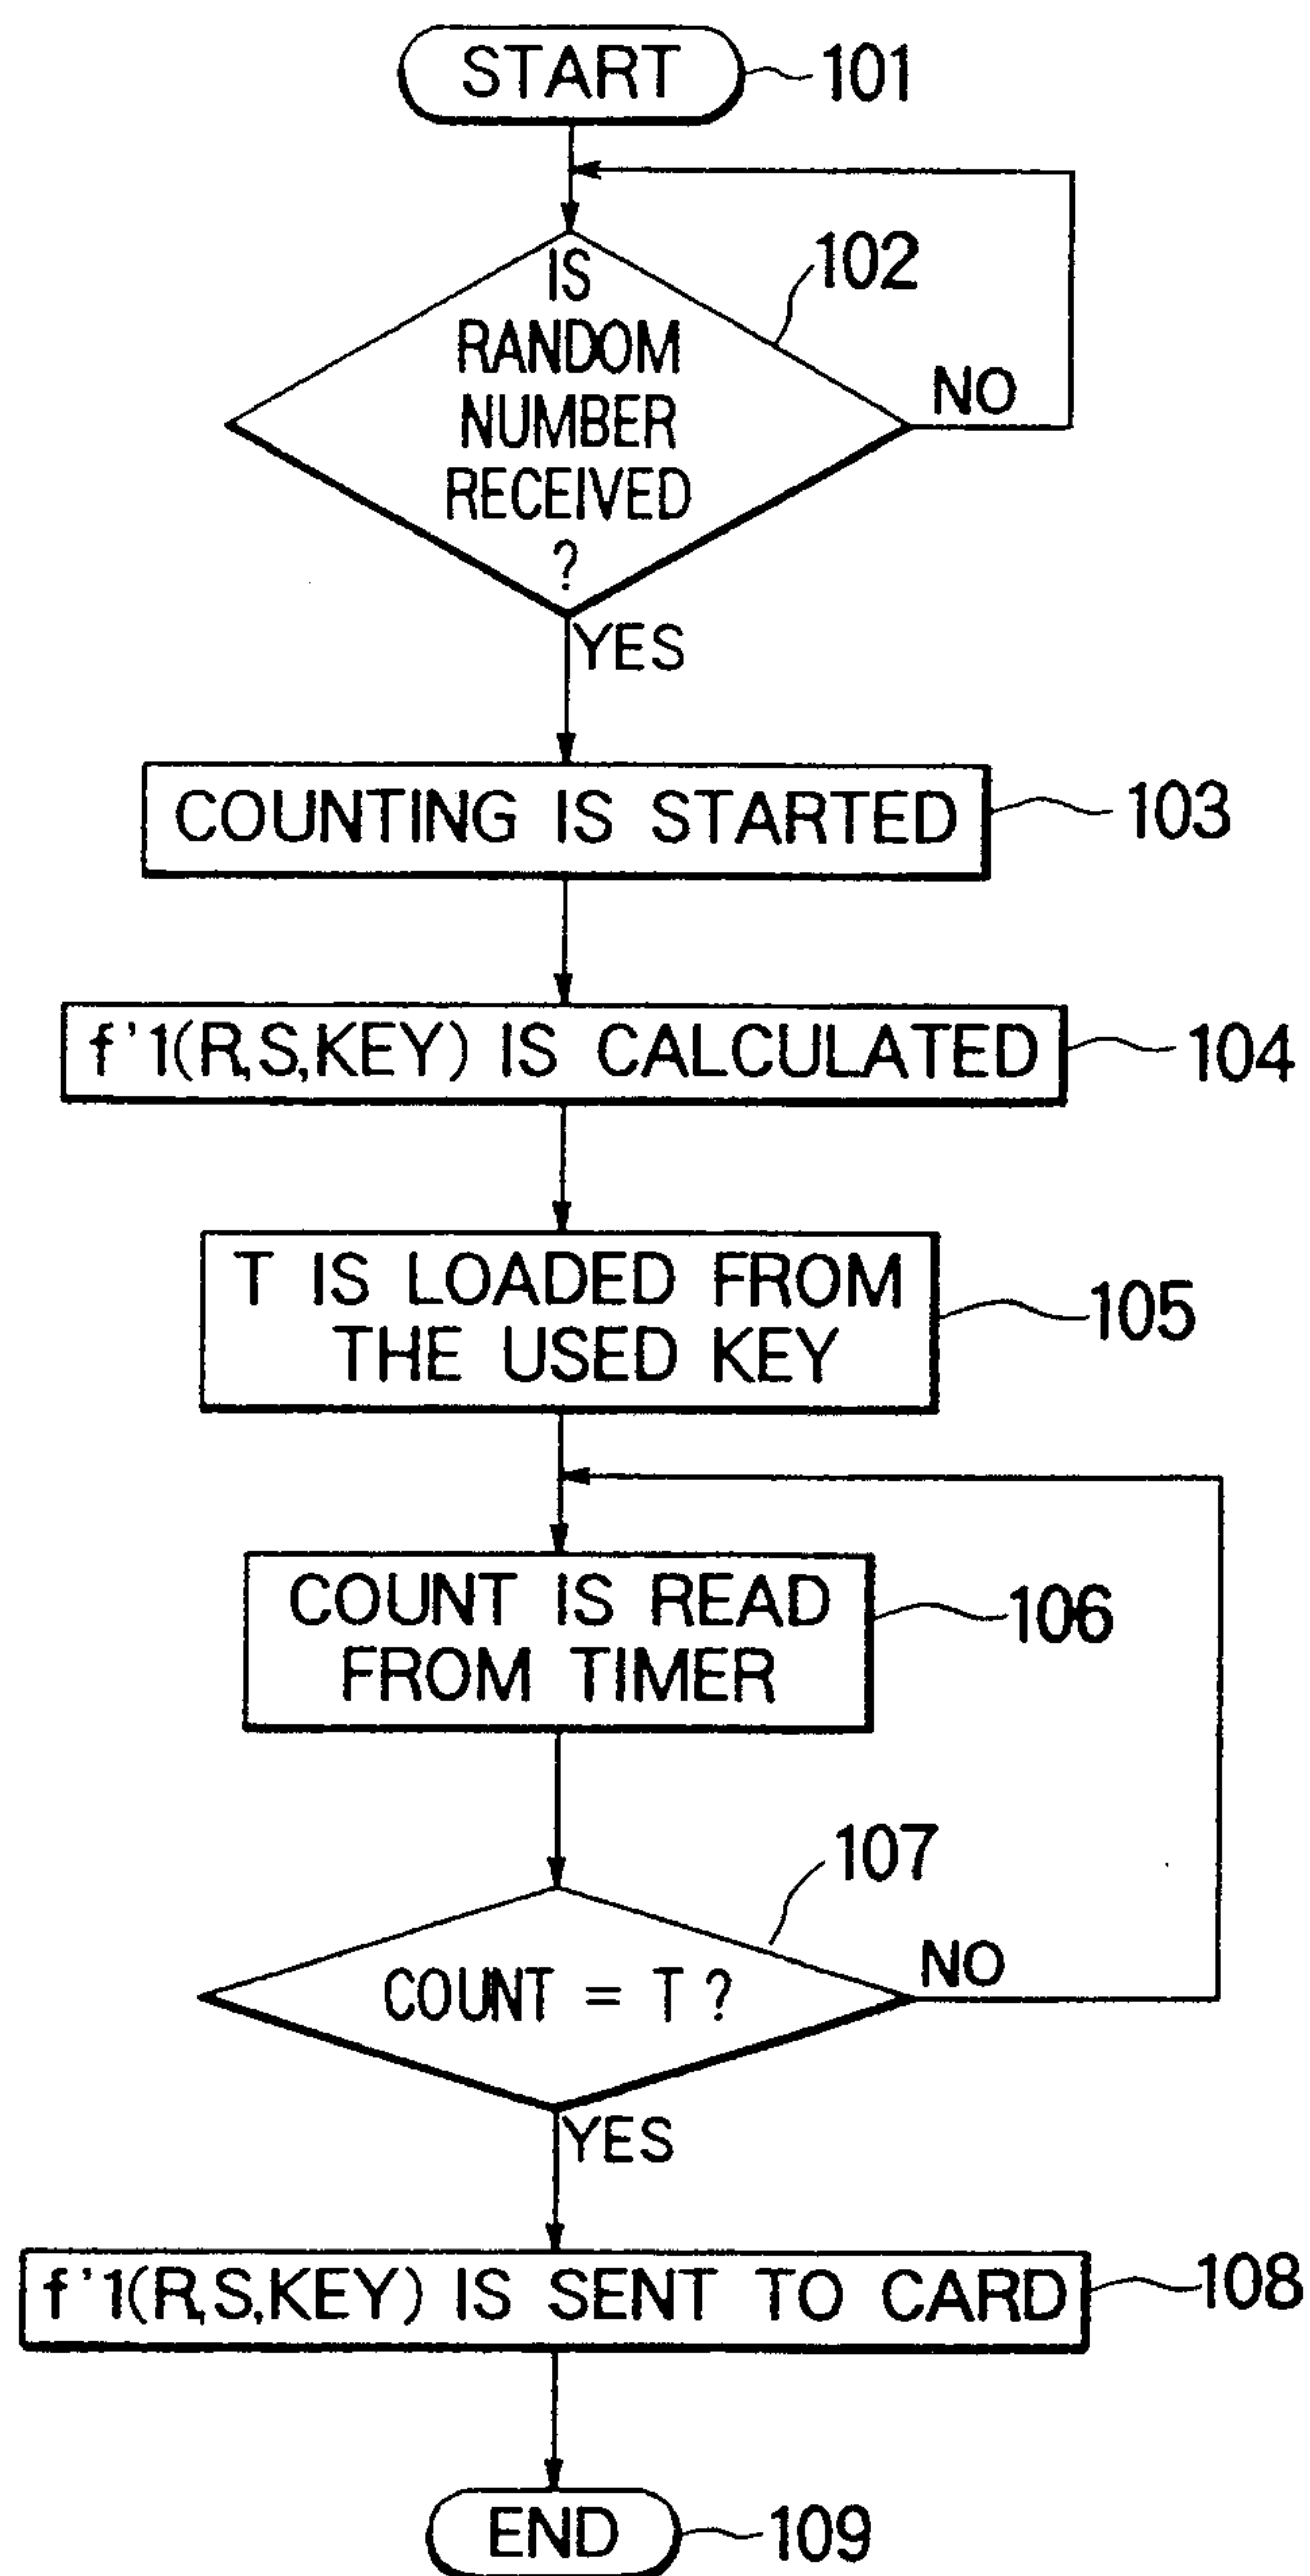 START
101
IS
RANDOM
NUMBER
RECEIVED
?
102
NO
YES
COUNTING IS STARTED
103
f'1(R,S,KEY) IS CALCULATED
104
T IS LOADED FROM
THE USED KEY
105
COUNT IS READ
FROM TIMER
106
107
COUNT = T ?
NO
YES
f'1(R,S,KEY) IS SENT TO CARD
108
END
109